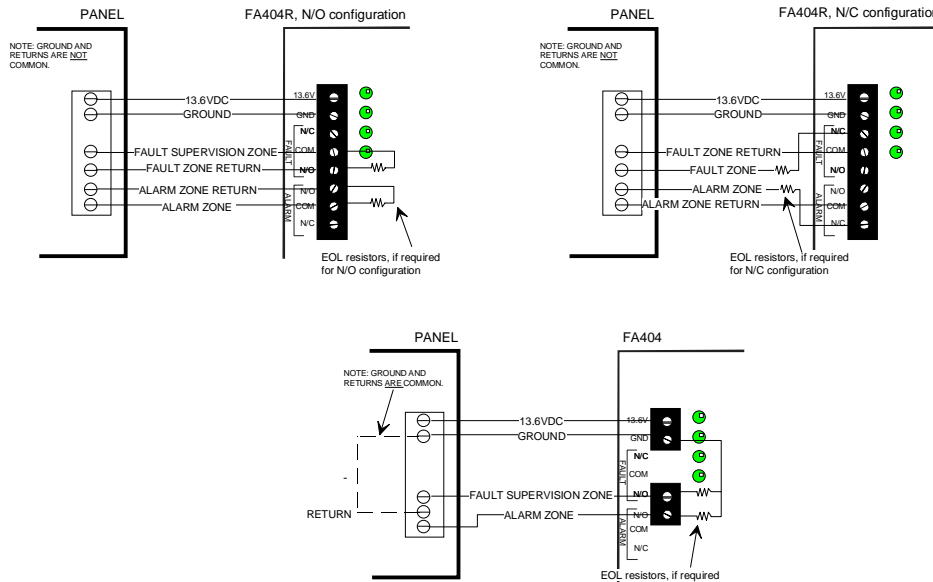 PANEL
FA404R, N/O configuration
NOTE: GROUND AND
RETURNS ARE NOT
COMMON.
13.6VDC
GROUND
FAULT SUPERVISION ZONE
FAULT ZONE RETURN
ALARM ZONE RETURN
ALARM ZONE
13.6V
GND
N/C
COM
N/O
N/O
COM
N/C
FAULT
ALARM
EOL resistors, if required
for N/O configuration
PANEL
FA404R, N/C configuration
NOTE: GROUND AND
RETURNS ARE NOT
COMMON.
13.6VDC
GROUND
FAULT ZONE RETURN
FAULT ZONE
ALARM ZONE
ALARM ZONE RETURN
13.6V
GND
N/C
COM
N/O
N/O
COM
N/C
FAULT
ALARM
EOL resistors, if required
for N/C configuration
PANEL
FA404
NOTE: GROUND AND
RETURNS ARE COMMON.
13.6VDC
GROUND
-
FAULT SUPERVISION ZONE
RETURN
ALARM ZONE
13.6V
GND
N/C
COM
N/O
N/O
COM
N/C
FAULT
ALARM
EOL resistors, if required